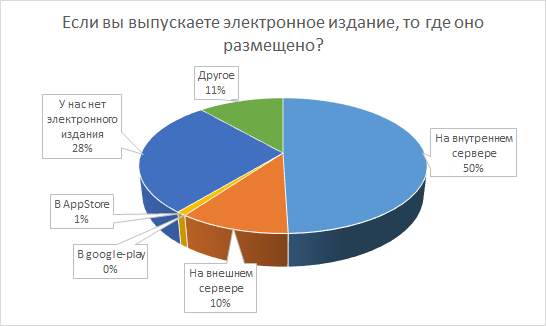 Если вы выпускаете электронное издание, то где оно
размещено?
Другое
11%
У нас нет
электронного
издания
28%
На внутреннем
сервере
50%
В AppStore
1%
В google-play
0%
На внешнем
сервере
10%